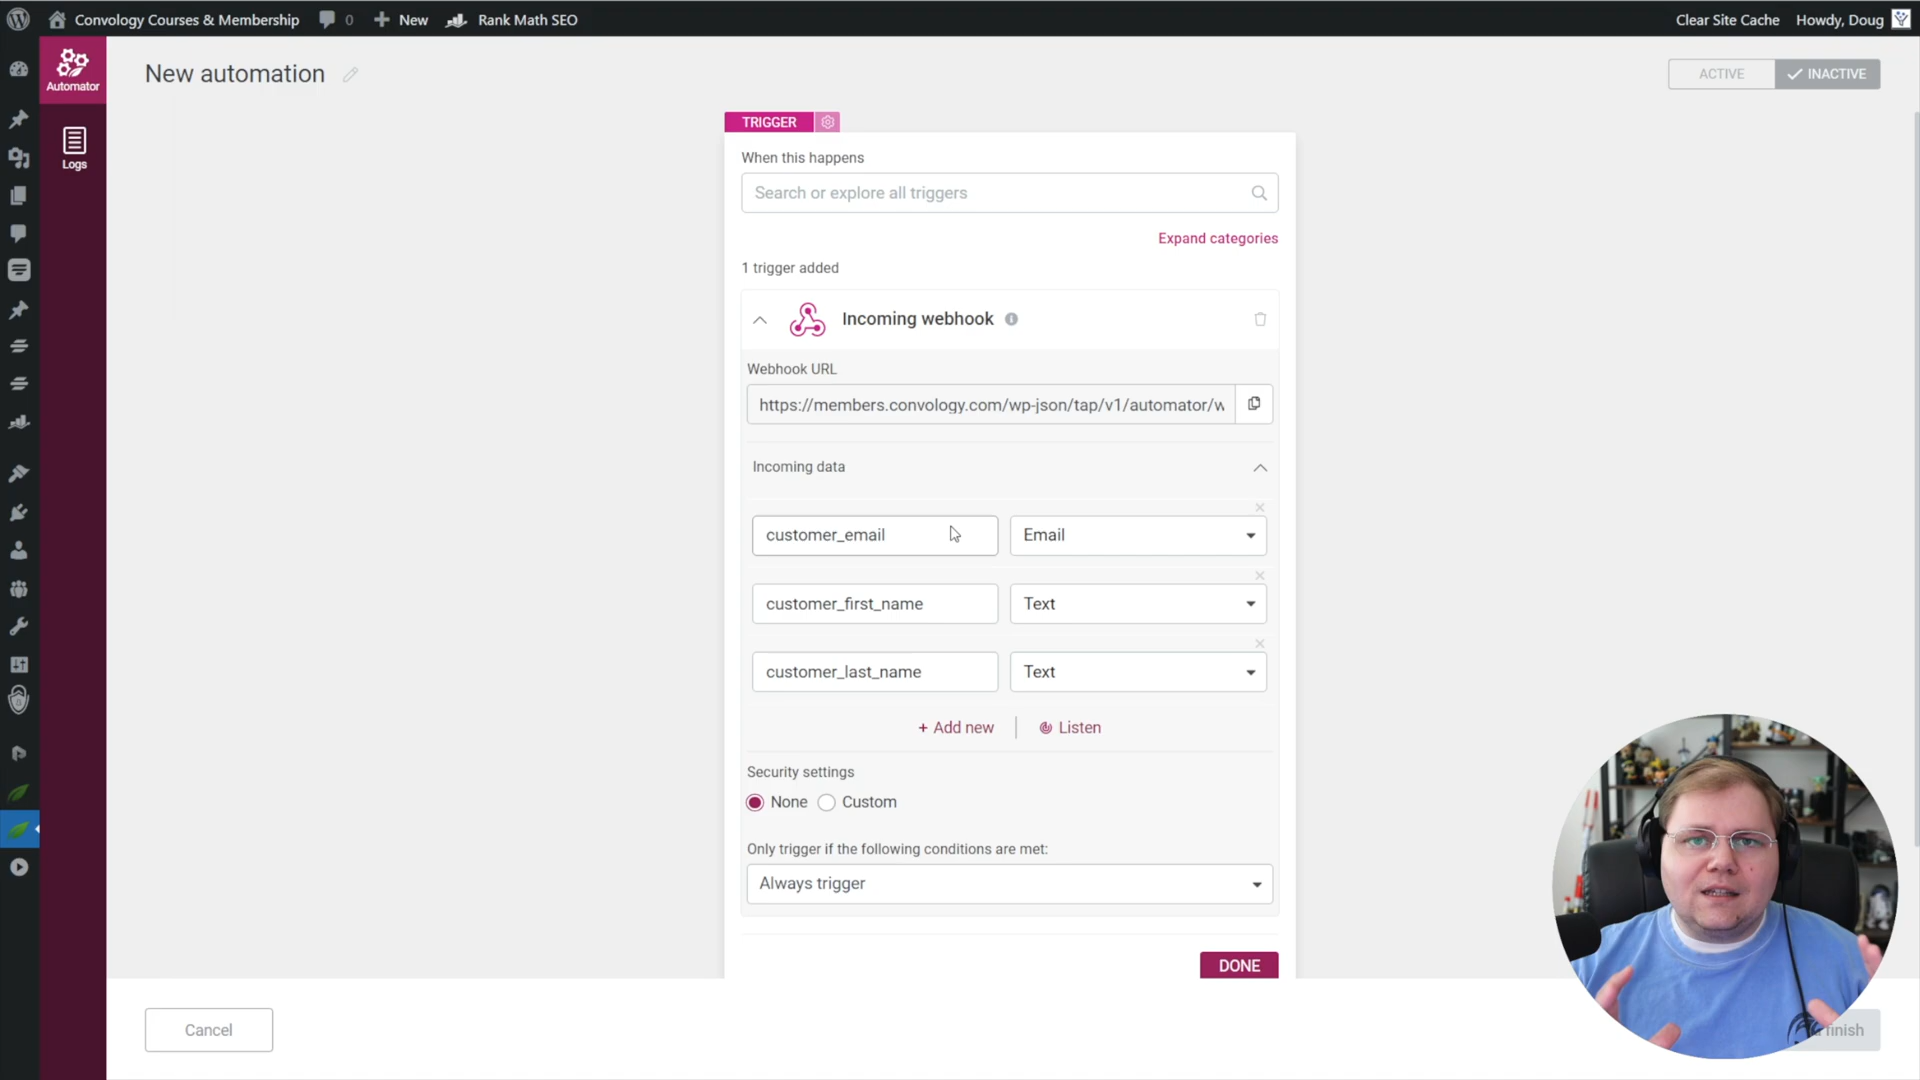 Convology Courses & Membership
0
New
Rank Math SEO
Clear Site Cache
Howdy, Doug
Automator
Logs
New automation
ACTIVE
INACTIVE
TRIGGER
When this happens
Search or explore all triggers
Expand categories
1 trigger added
Incoming webhook
Webhook URL
https://members.convology.com/wp-json/tap/v1/automator/w
Incoming data
customer_email
Email
customer_first_name
Text
customer_last_name
Text
+ Add new
Listen
Security settings
None
Custom
Only trigger if the following conditions are met:
Always trigger
DONE
Cancel
finish